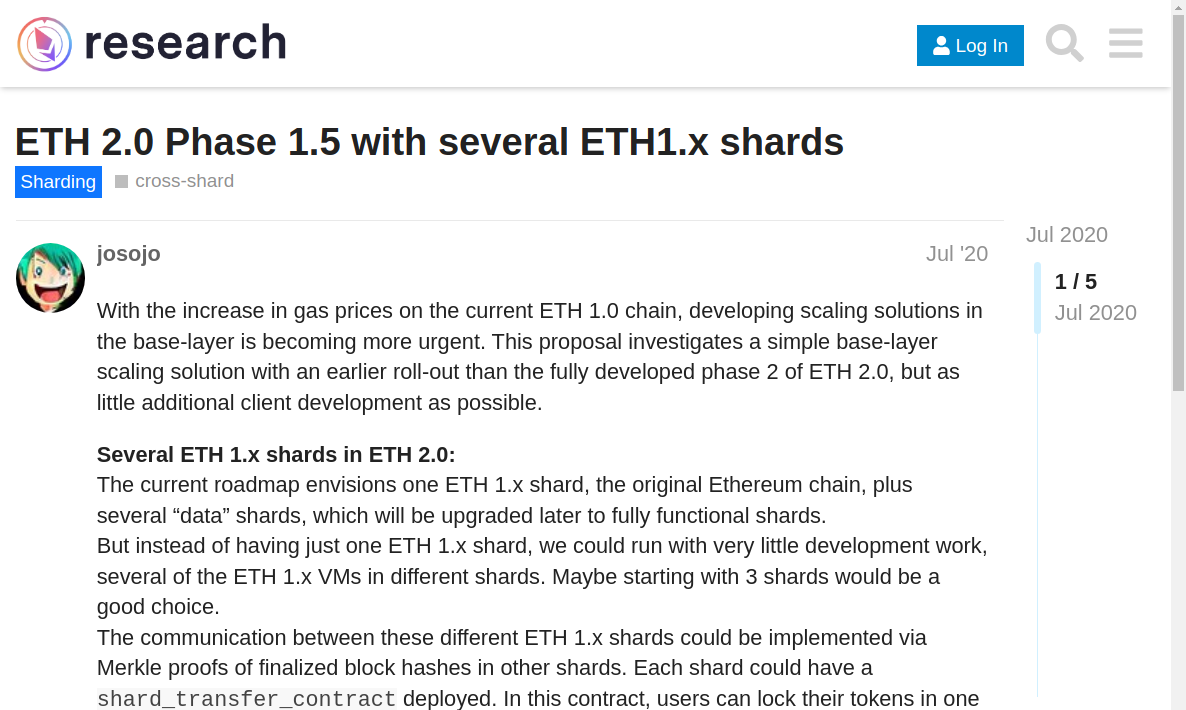 research
Log In
ETH 2.0 Phase 1.5 with several ETH1.x shards
Sharding
cross-shard
josojo
Jul '20
With the increase in gas prices on the current ETH 1.0 chain, developing scaling solutions in
the base-layer is becoming more urgent. This proposal investigates a simple base-layer
scaling solution with an earlier roll-out than the fully developed phase 2 of ETH 2.0, but as
little additional client development as possible.
Several ETH 1.x shards in ETH 2.0:
The current roadmap envisions one ETH 1.x shard, the original Ethereum chain, plus
several “data” shards, which will be upgraded later to fully functional shards.
But instead of having just one ETH 1.x shard, we could run with very little development work,
several of the ETH 1.x VMs in different shards. Maybe starting with 3 shards would be a
good choice.
The communication between these different ETH 1.x shards could be implemented via
Merkle proofs of finalized block hashes in other shards. Each shard could have a
shard_transfer_contract deployed. In this contract, users can lock their tokens in one
Jul 2020
1 / 5
Jul 2020